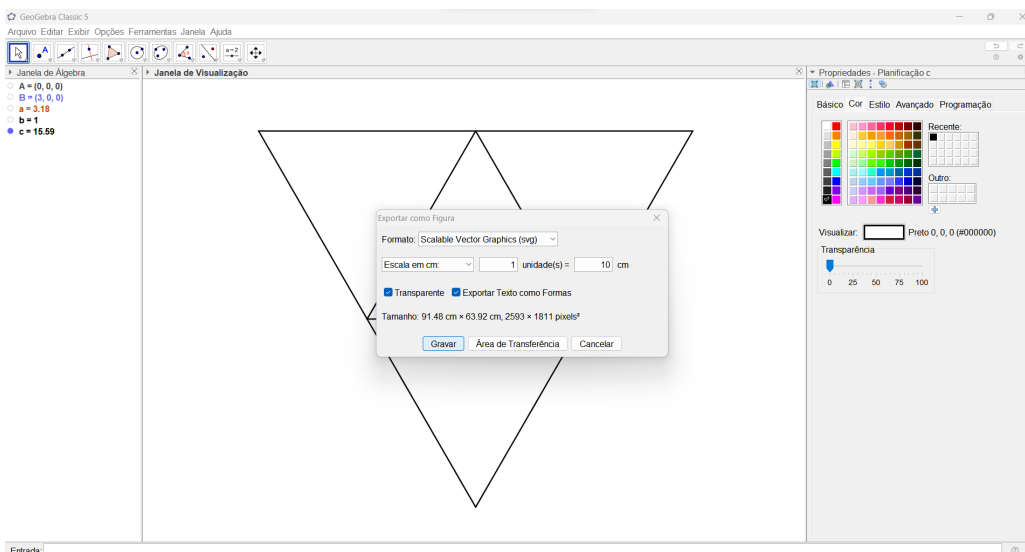 GeoGebra Classic 5
Arquivo Editar Exibir Opções Ferramentas Janela Ajuda
A
a=2
Janela de Álgebra
Janela de Visualização
Propriedades - Planificação c
A = (0, 0, 0)
B = (3, 0, 0)
a = 3.18
b = 1
c = 15.59
Básico Cor Estilo Avançado Programação
Recente:
Outro:
Visualizar: Preto 0, 0, 0 (#000000)
Transparência
0 25 50 75 100
Exportar como Figura
Formato: Scalable Vector Graphics (svg)
Escala em cm: 1 unidade(s) = 10 cm
Transparente Exportar Texto como Formas
Tamanho: 91.48 cm × 63.92 cm, 2593 × 1811 pixels²
Gravar Área de Transferência Cancelar
Entrada: